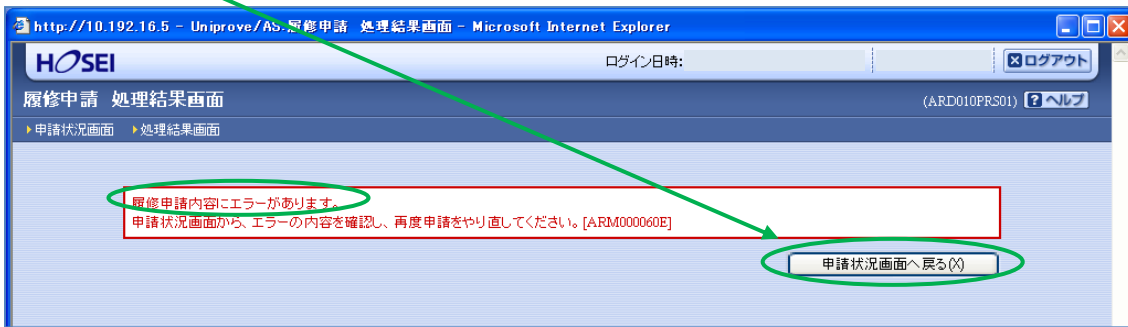 http://10.192.16.5 - Uniprove/AS:履修申請 処理結果画面 - Microsoft Internet Explorer
HOSEI
ログイン日時:
ログアウト
履修申請 処理結果画面
(ARD010PRS01) ? ヘルプ
申請状況画面 処理結果画面
履修申請内容にエラーがあります。
申請状況画面から、エラーの内容を確認し、再度申請をやり直してください。[ARM000060E]
申請状況画面へ戻る(X)